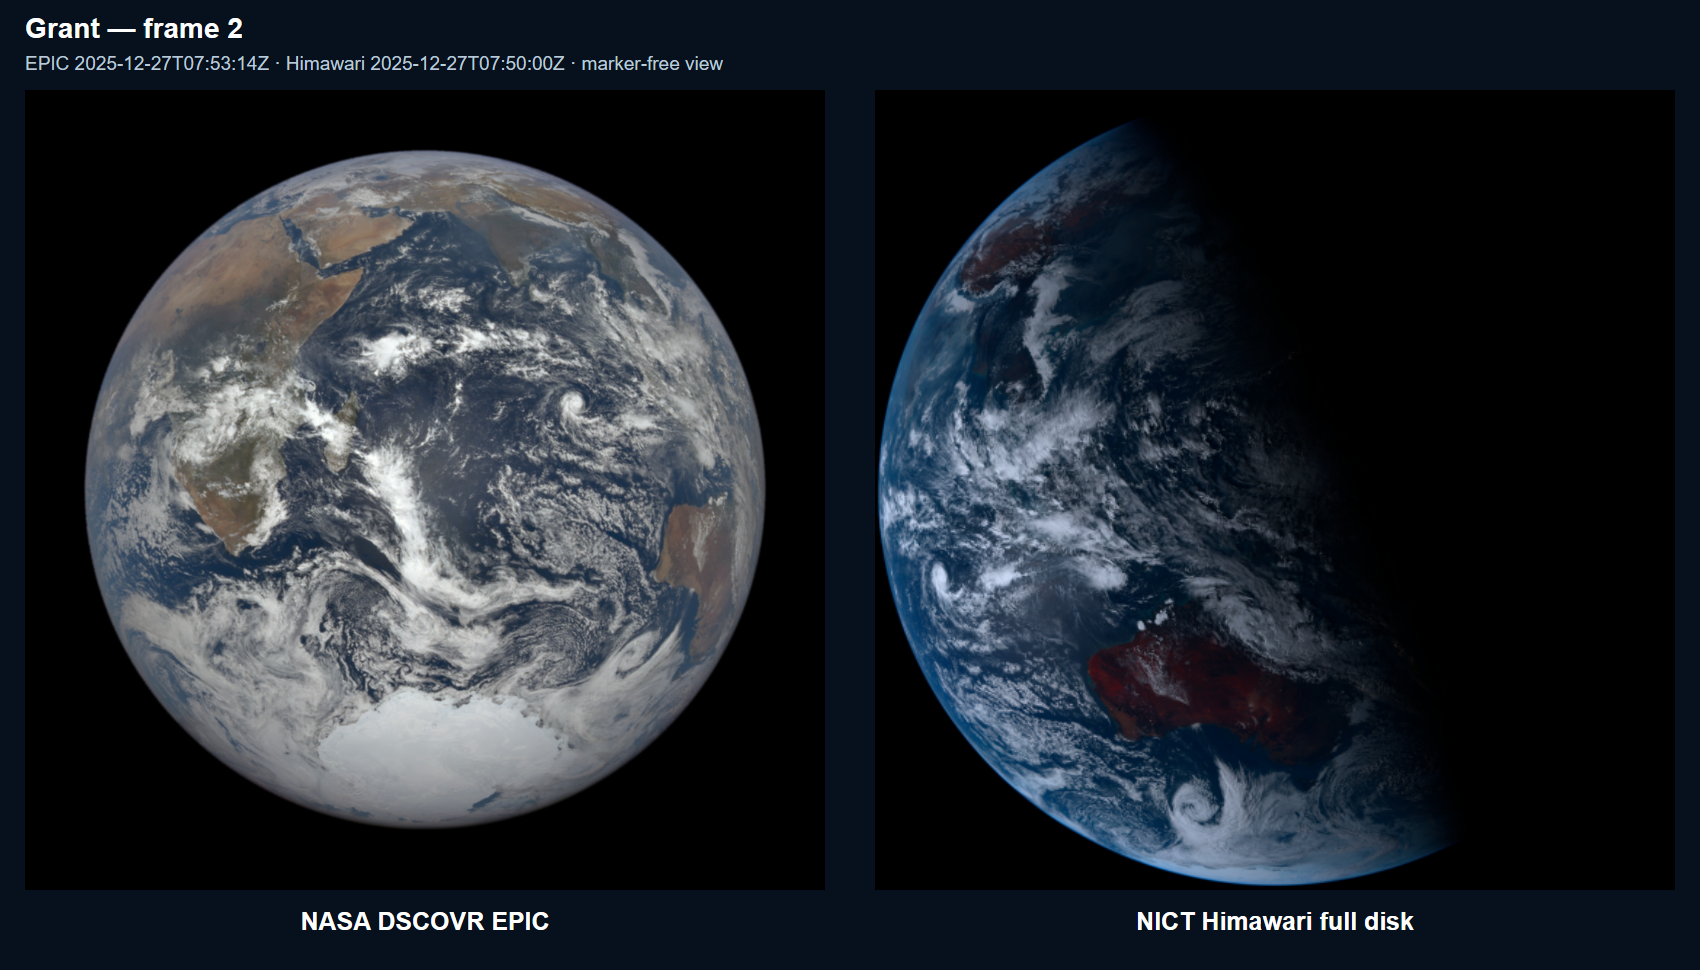 Grant — frame 2
EPIC 2025-12-27T07:53:14Z · Himawari 2025-12-27T07:50:00Z · marker-free view
NASA DSCOVR EPIC
NICT Himawari full disk